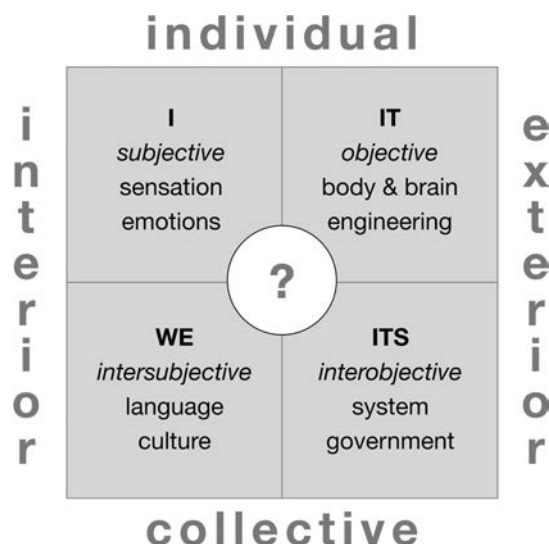 individual
interior
I
subjective
sensation
emotions
IT
objective
body & brain
engineering
exterior
?
WE
intersubjective
language
culture
ITS
interobjective
system
government
collective